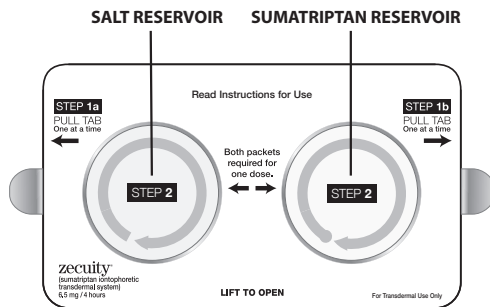 SALT RESERVOIR
SUMATRIPTAN RESERVOIR
Read Instructions for Use
STEP 1a
PULL TAB
One at a time
STEP 1b
PULL TAB
One at a time
Both packets
required for
one dose.
STEP 2
STEP 2
zecuity™
(sumatriptan iontophoretic
transdermal system)
6.5 mg / 4 hours
LIFT TO OPEN
For Transdermal Use Only